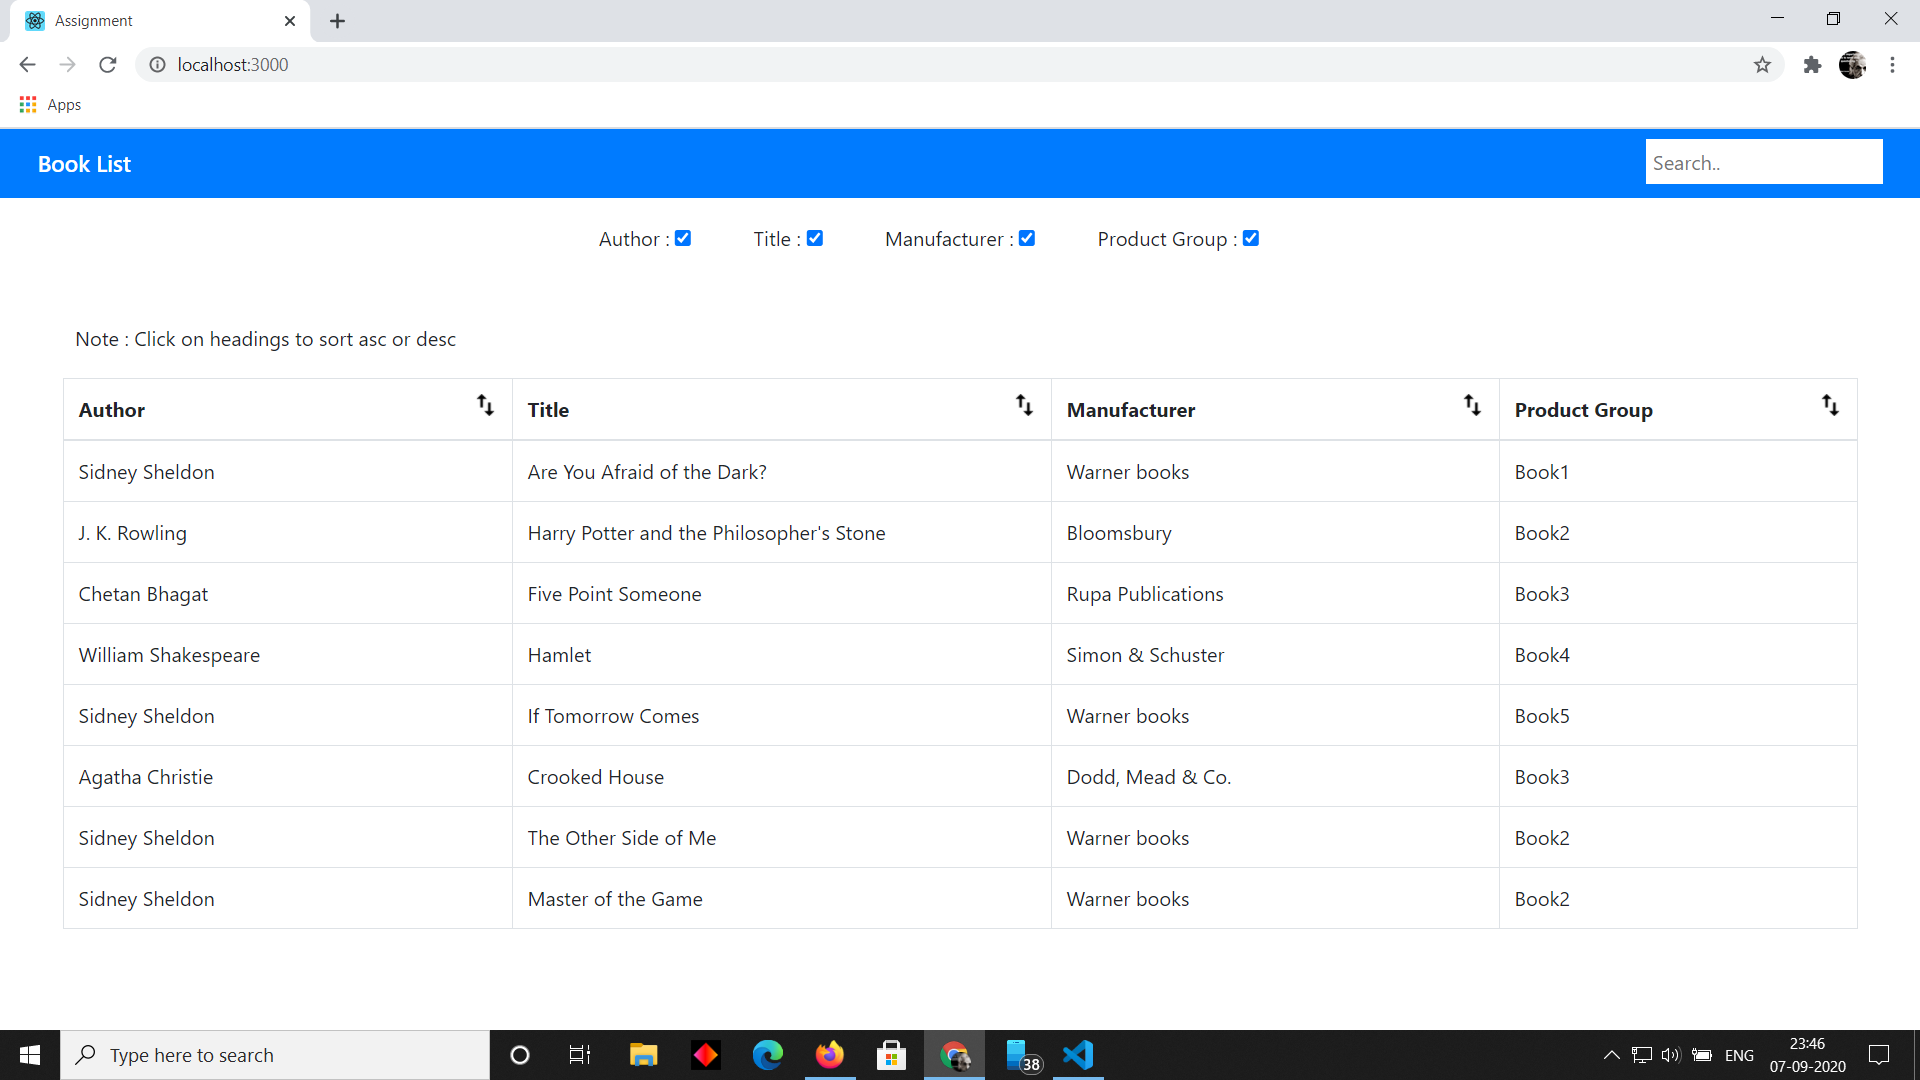 Assignment
localhost:3000
Apps
Book List
Search..
Author : Title : Manufacturer : Product Group :
Note : Click on headings to sort asc or desc
Author Title Manufacturer Product Group
Sidney Sheldon Are You Afraid of the Dark? Warner books Book1
J. K. Rowling Harry Potter and the Philosopher's Stone Bloomsbury Book2
Chetan Bhagat Five Point Someone Rupa Publications Book3
William Shakespeare Hamlet Simon & Schuster Book4
Sidney Sheldon If Tomorrow Comes Warner books Book5
Agatha Christie Crooked House Dodd, Mead & Co. Book3
Sidney Sheldon The Other Side of Me Warner books Book2
Sidney Sheldon Master of the Game Warner books Book2
Type here to search
38
ENG
23:46
07-09-2020